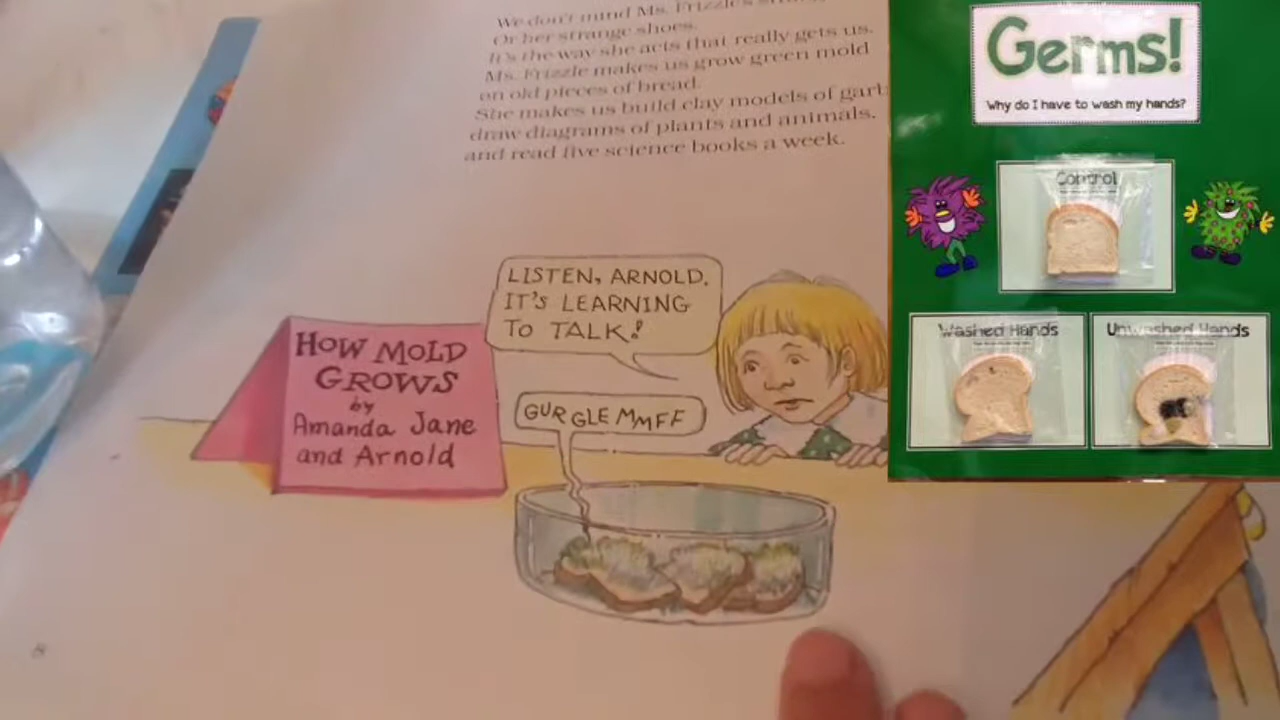 We don't mind Ms. Frizzle's
Or her strange shoes.
It's the way she acts that really gets us.
Ms. Frizzle makes us grow green mold
on old pieces of bread.
She makes us build clay models of garb
draw diagrams of plants and animals,
and read five science books a week.
LISTEN, ARNOLD,
IT'S LEARNING
TO TALK!
HOW MOLD
GROWS
by
Amanda Jane
and Arnold
GURGLE MMFF
8
Germs!
Why do I have to wash my hands?
Control
Washed Hands
Unwashed Hands